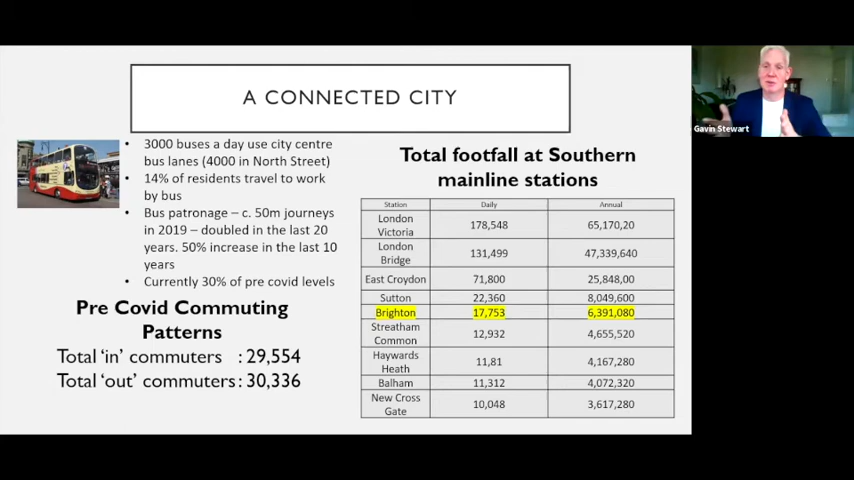 A CONNECTED CITY
3000 buses a day use city centre
bus lanes (4000 in North Street)
14% of residents travel to work
by bus
Bus patronage – c. 50m journeys
in 2019 – doubled in the last 20
years. 50% increase in the last 10
years
Currently 30% of pre covid levels
Pre Covid Commuting
Patterns
Total ‘in’ commuters : 29,554
Total ‘out’ commuters : 30,336
Total footfall at Southern
mainline stations
Station Daily Annual
London
Victoria 178,548 65,170,20
London
Bridge 131,499 47,339,640
East Croydon 71,800 25,848,00
Sutton 22,360 8,049,600
Brighton 17,753 6,391,080
Streatham
Common 12,932 4,655,520
Haywards
Heath 11,81 4,167,280
Balham 11,312 4,072,320
New Cross
Gate 10,048 3,617,280
Gavin Stewart